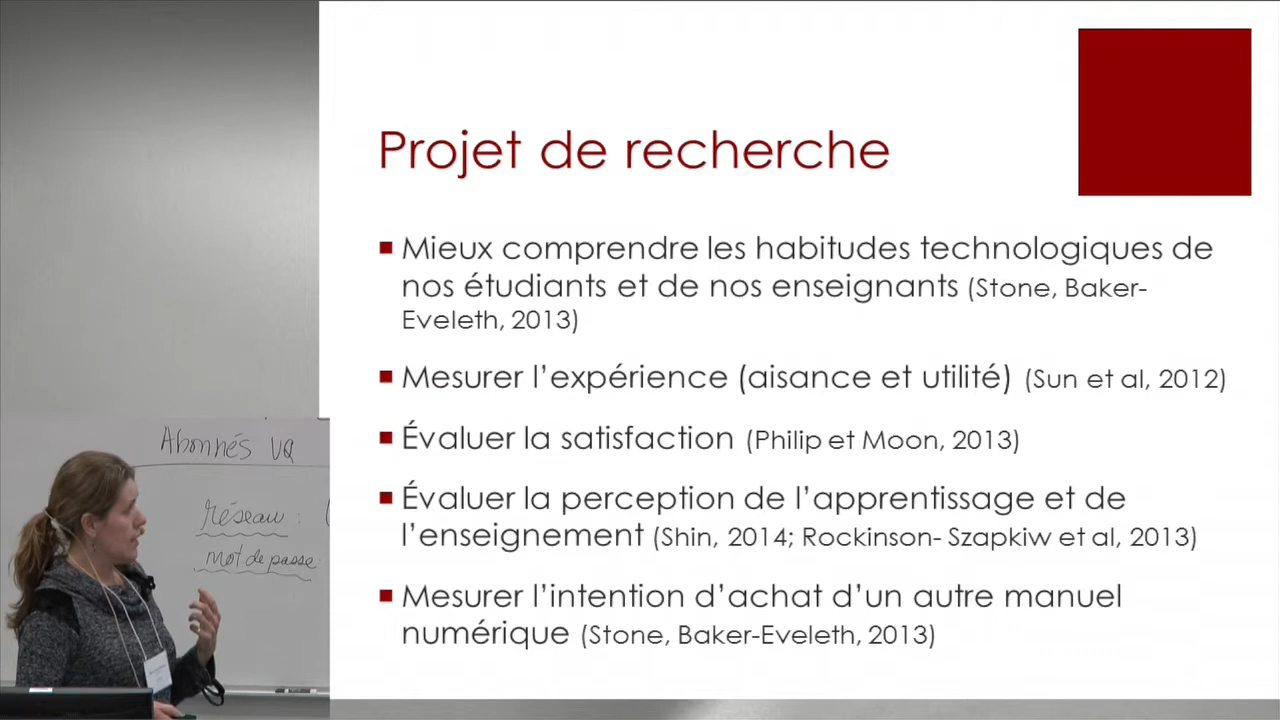 Projet de recherche
Mieux comprendre les habitudes technologiques de
nos étudiants et de nos enseignants (Stone, Baker-
Eveleth, 2013)
Mesurer l’expérience (aisance et utilité) (Sun et al, 2012)
Évaluer la satisfaction (Philip et Moon, 2013)
Évaluer la perception de l’apprentissage et de
l’enseignement (Shin, 2014; Rockinson- Szapkiw et al, 2013)
Mesurer l’intention d’achat d’un autre manuel
numérique (Stone, Baker-Eveleth, 2013)
Abonnés UQ
réseau :
mot de passe